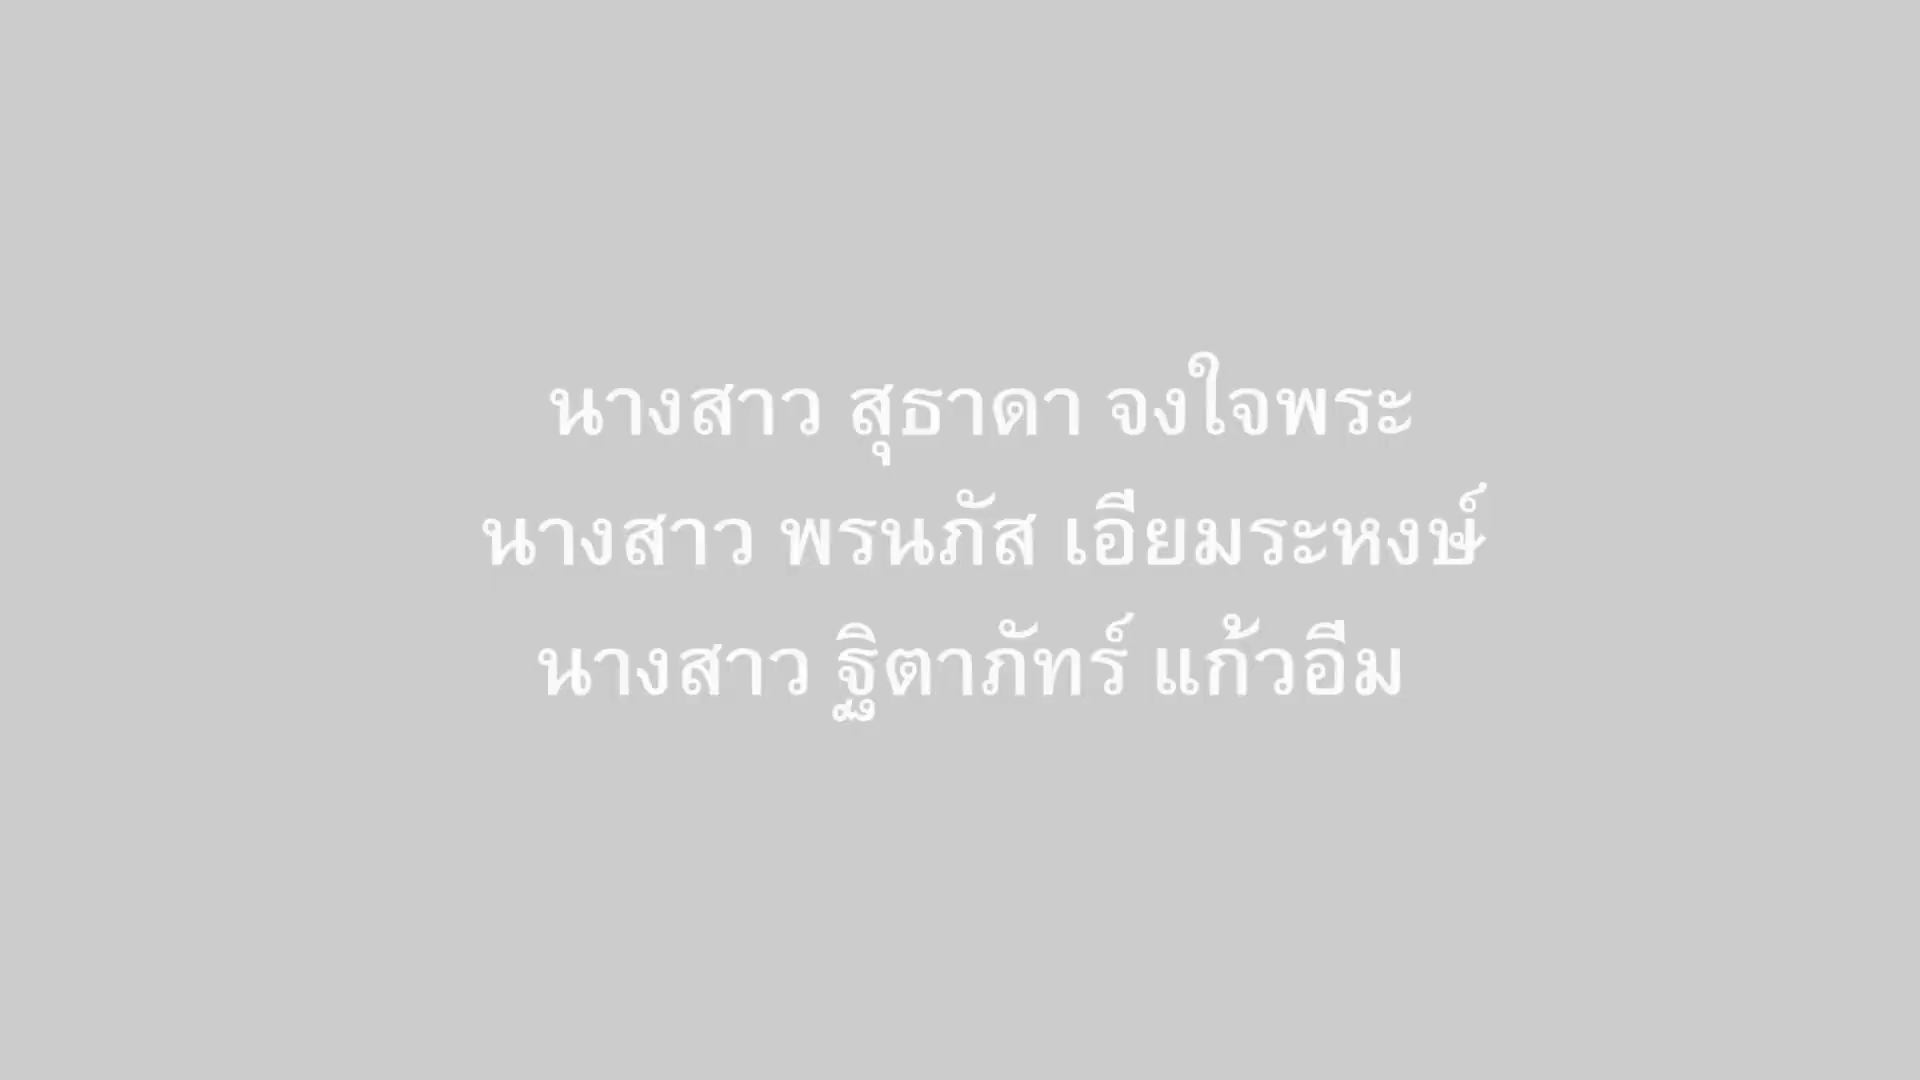 นางสาว สุธาดา จงใจพระ
นางสาว พรนภัส เอียมระหงษ์
นางสาว ฐิตาภัทร์ แก้วอีม